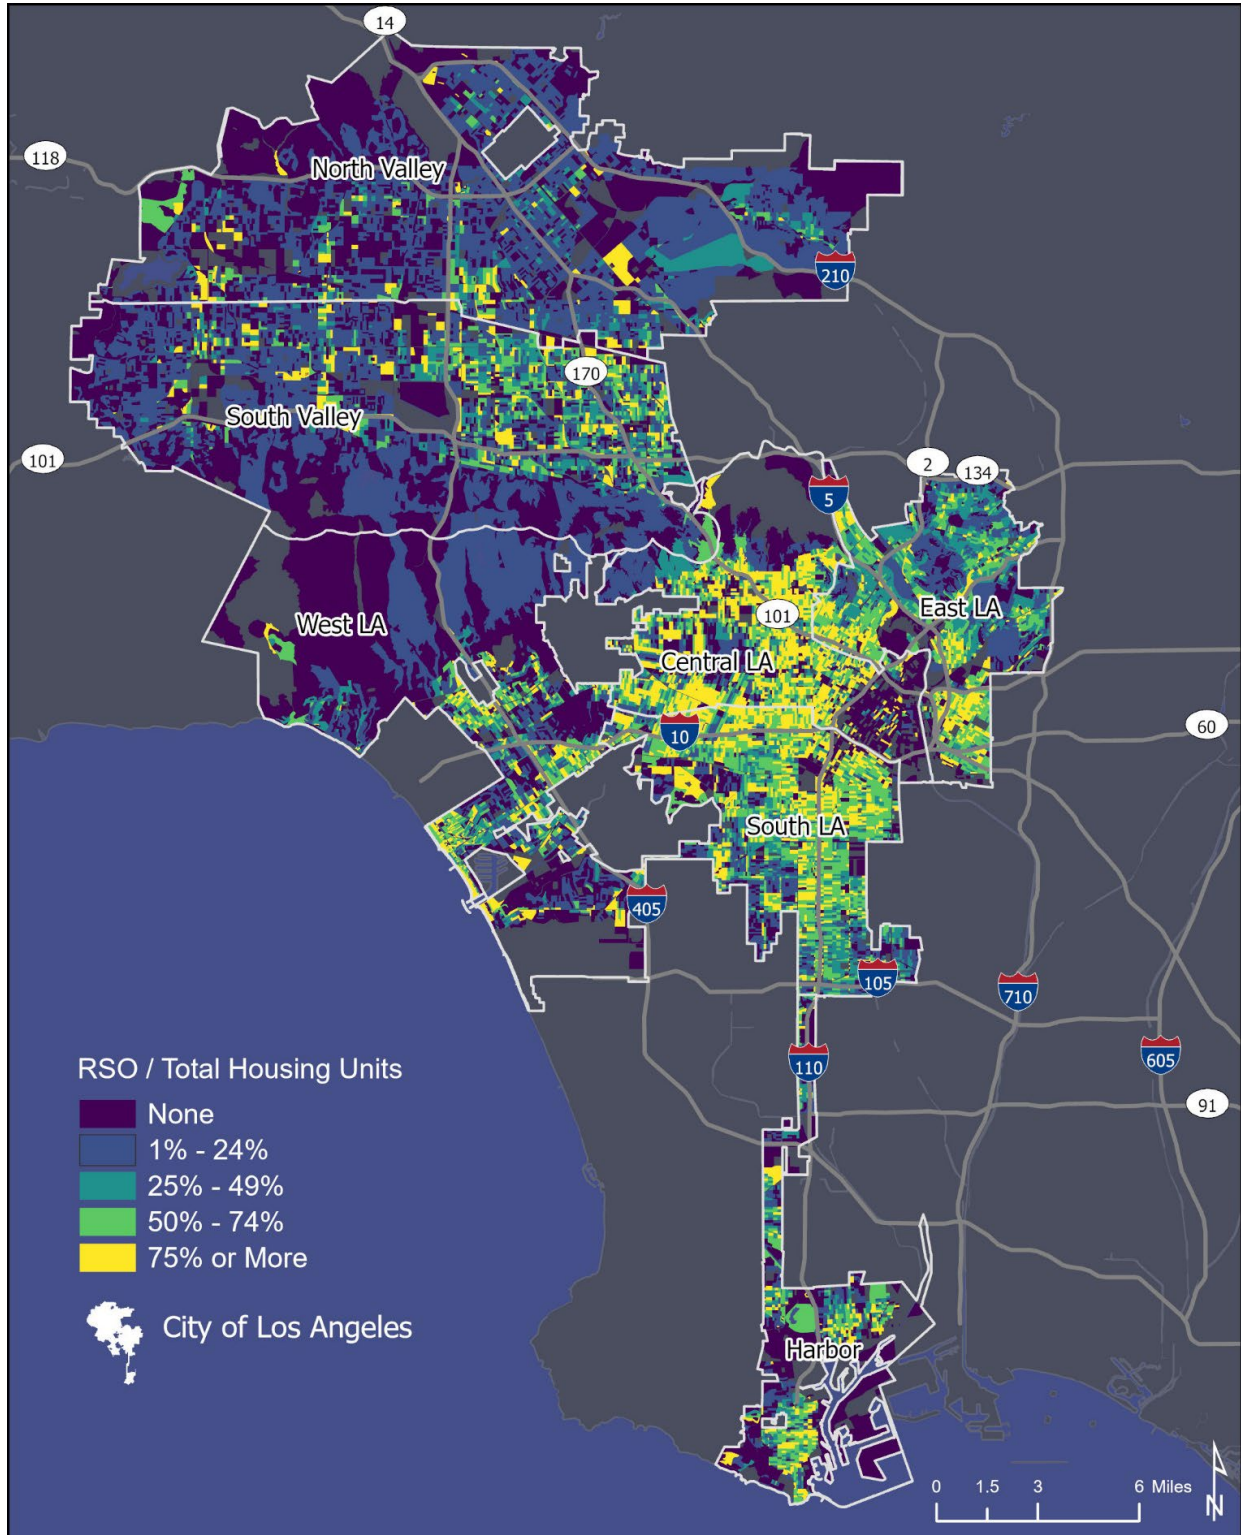 14
118
North Valley
210
170
South Valley
101
2
134
5
101
East LA
West LA
Central LA
60
10
South LA
405
105
710
110
605
91
RSO / Total Housing Units
None
1% - 24%
25% - 49%
50% - 74%
75% or More
City of Los Angeles
Harbor
0 1.5 3 6 Miles
N